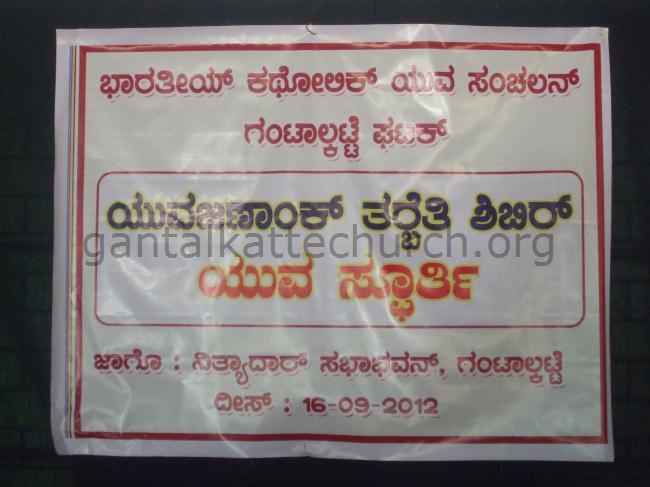 ಭಾರತೀಯ್ ಕಥೋಲಿಕ್ ಯುವ ಸಂಚಲನ್
ಗಂಟಾಲ್ಕಟ್ಟೆ ಘಟಕ್
ಯುವಜಣಾಂಕ್ ತರ್ಬೆತಿ ಶಿಬಿರ್
gantalkattechurch.org
ಯುವ ಸ್ಫೂರ್ತಿ
ಜಾಗೊ : ನಿತ್ಯಾದಾರ್ ಸಭಾಭವನ್, ಗಂಟಾಲ್ಕಟ್ಟೆ
ದೀಸ್ : 16-09-2012